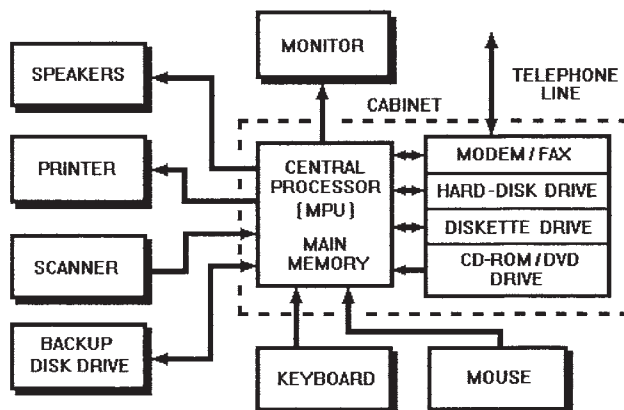 MONITOR
SPEAKERS
TELEPHONE
LINE
CABINET
PRINTER
CENTRAL
PROCESSOR
(MPU)
MAIN
MEMORY
MODEM / FAX
HARD-DISK DRIVE
DISKETTE DRIVE
CD-ROM/DVD
DRIVE
SCANNER
BACKUP
DISK DRIVE
KEYBOARD
MOUSE